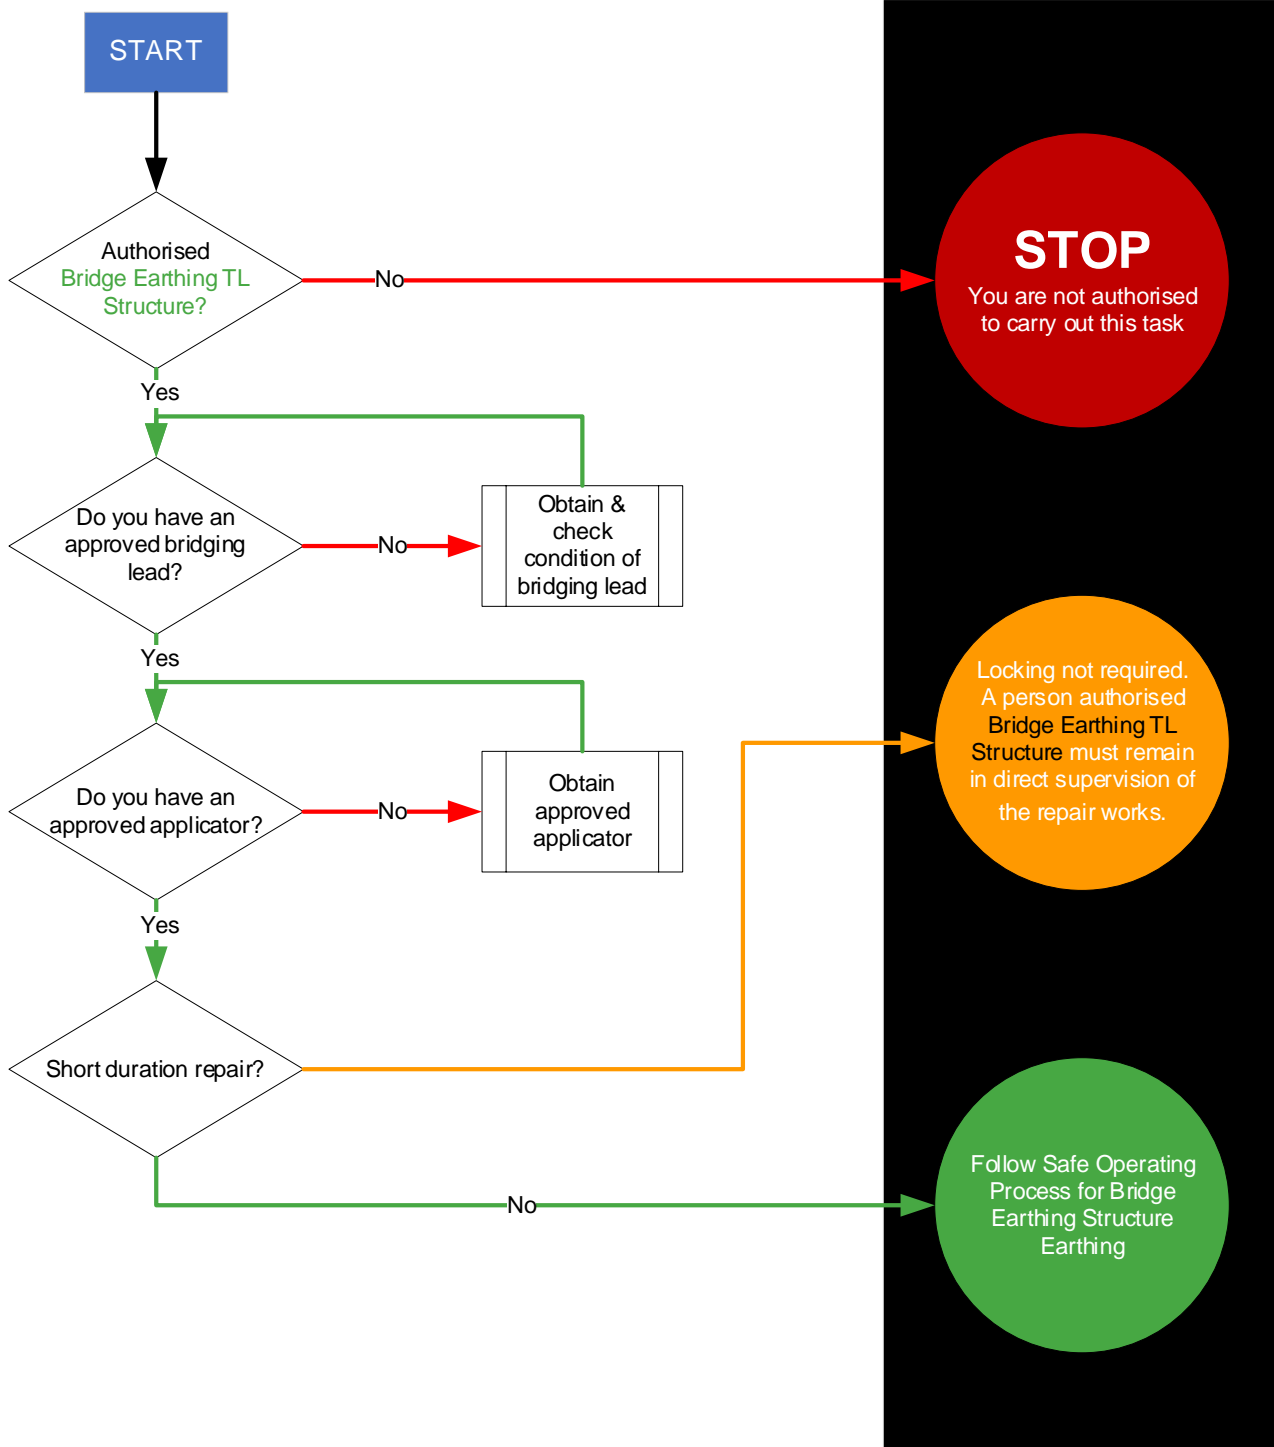 START
Authorised
Bridge Earthing TL
Structure?
No
STOP
You are not authorised
to carry out this task
Yes
Do you have an
approved bridging
lead?
No
Obtain &
check
condition of
bridging lead
Yes
Do you have an
approved applicator?
No
Obtain
approved
applicator
Locking not required.
A person authorised
Bridge Earthing TL
Structure must remain
in direct supervision of
the repair works.
Yes
Short duration repair?
No
Follow Safe Operating
Process for Bridge
Earthing Structure
Earthing